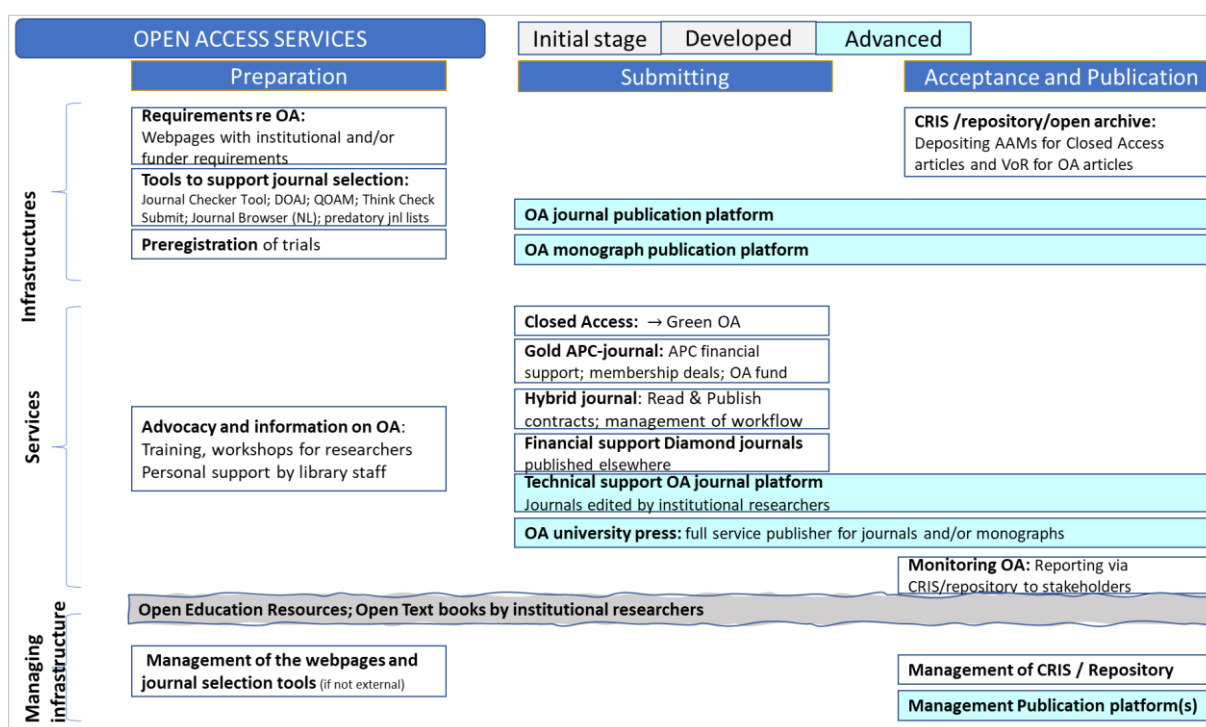 OPEN ACCESS SERVICES
Initial stage
Developed
Advanced
Preparation
Submitting
Acceptance and Publication
Infrastructures
Requirements re OA:
Webpages with institutional and/or
funder requirements
Tools to support journal selection:
Journal Checker Tool; DOAJ; QOAM; Think Check
Submit; Journal Browser (NL); predatory jnl lists
Preregistration of trials
CRIS /repository/open archive:
Depositing AAMs for Closed Access
articles and VoR for OA articles
OA journal publication platform
OA monograph publication platform
Services
Advocacy and information on OA:
Training, workshops for researchers
Personal support by library staff
Closed Access: → Green OA
Gold APC-journal: APC financial
support; membership deals; OA fund
Hybrid journal: Read & Publish
contracts; management of workflow
Financial support Diamond journals
published elsewhere
Technical support OA journal platform
Journals edited by institutional researchers
OA university press: full service publisher for journals and/or monographs
Monitoring OA: Reporting via
CRIS/repository to stakeholders
Open Education Resources; Open Text books by institutional researchers
Managing
infrastructure
Management of the webpages and
journal selection tools (if not external)
Management of CRIS / Repository
Management Publication platform(s)